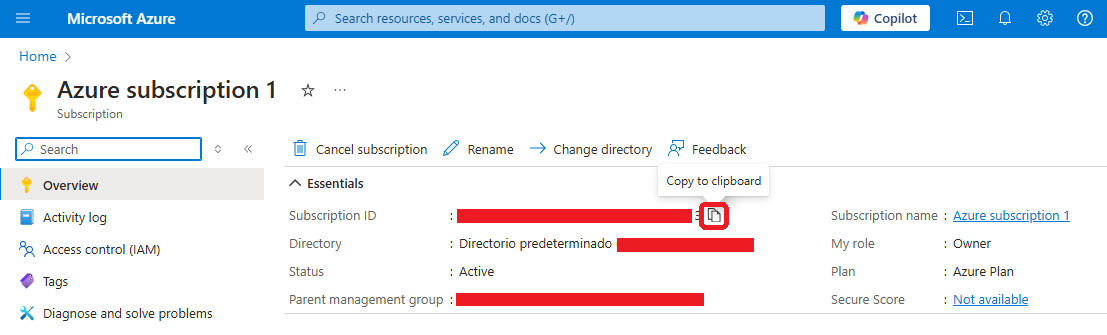 Microsoft Azure
Search resources, services, and docs (G+/)
Copilot
Home
Azure subscription 1
Subscription
Search
Cancel subscription
Rename
Change directory
Feedback
Copy to clipboard
Overview
Activity log
Access control (IAM)
Tags
Diagnose and solve problems
Essentials
Subscription ID :
Subscription name : Azure subscription 1
Directory : Directorio predeterminado
My role : Owner
Status : Active
Plan : Azure Plan
Parent management group :
Secure Score : Not available